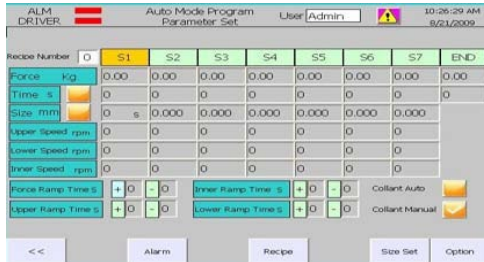 ALM DRIVER
Auto Mode Program Parameter Set
User Admin
10:26:29 AM
8/21/2009
Recipe Number 0 S1 S2 S3 S4 S5 S6 S7 END
Force Kg 0.00 0.00 0.00 0.00 0.00 0.00 0.00 0.00
Time s 0 0 0 0 0 0 0 0
Size mm 0 s 0.000 0.000 0.000 0.000 0.000 0.000
Upper Speed rpm 0 0 0 0 0 0 0
Lower Speed rpm 0 0 0 0 0 0 0
Inner Speed rpm 0 0 0 0 0 0 0
Force Ramp Time S + 0 - 0 Inner Ramp Time S + 0 - 0 Collant Auto
Upper Ramp Time S + 0 - 0 Lower Ramp Time S + 0 - 0 Collant Manual
<< Alarm Recipe Size Set Option